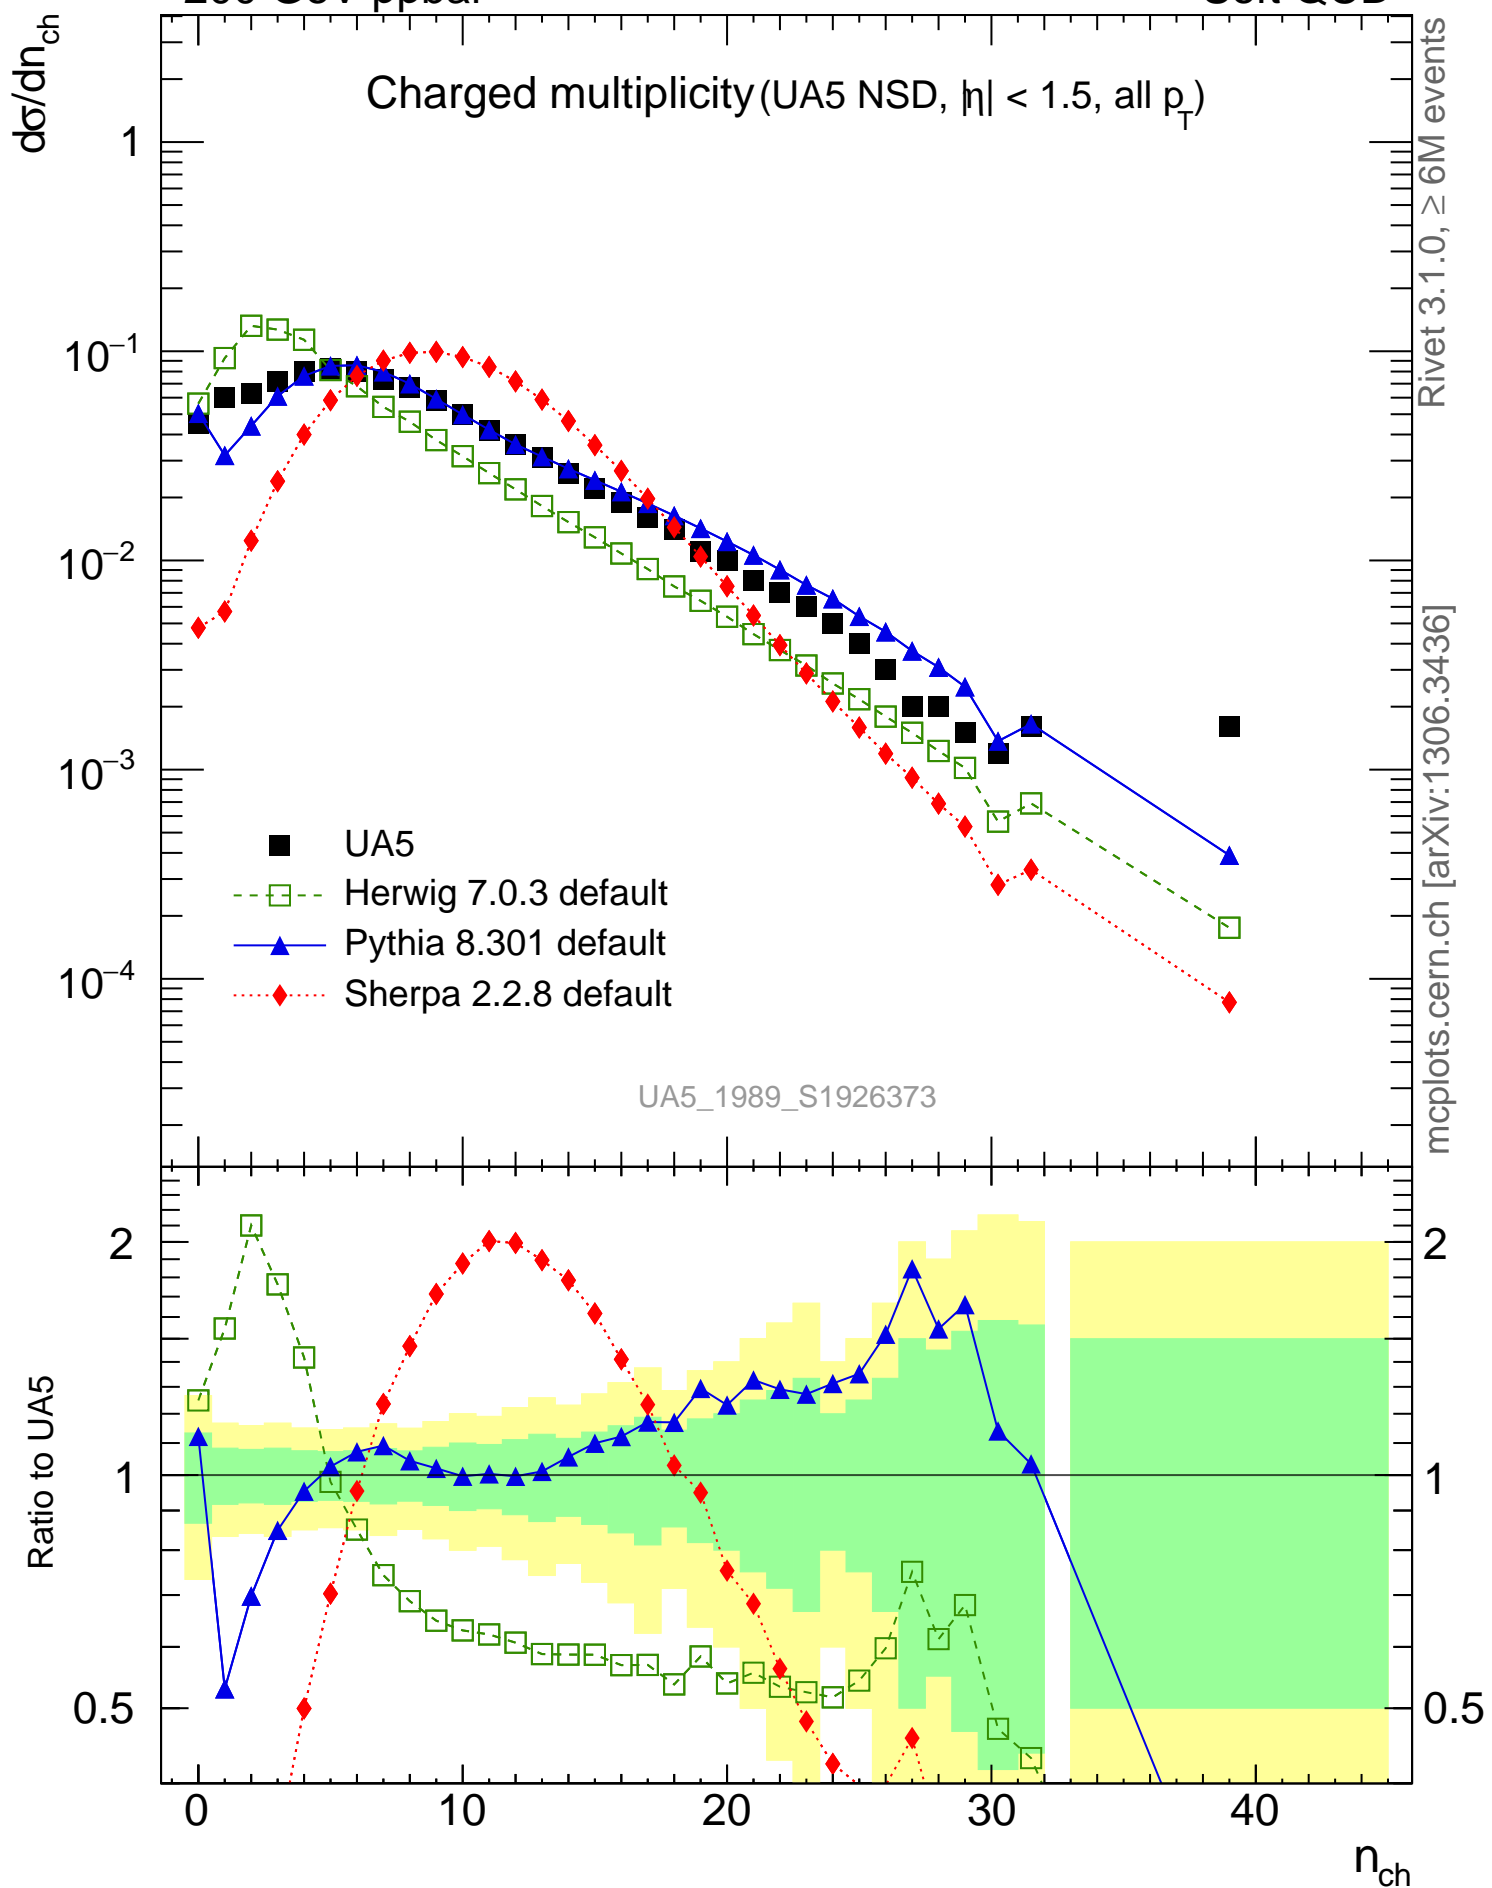 dσ/dn_ch
Charged multiplicity (UA5 NSD, |η| < 1.5, all p_T)
1
10^−1
10^−2
10^−3
10^−4
UA5
Herwig 7.0.3 default
Pythia 8.301 default
Sherpa 2.2.8 default
UA5_1989_S1926373
Rivet 3.1.0, ≥ 6M events
mcplots.cern.ch [arXiv:1306.3436]
Ratio to UA5
2
1
0.5
2
1
0.5
0 10 20 30 40
n_ch